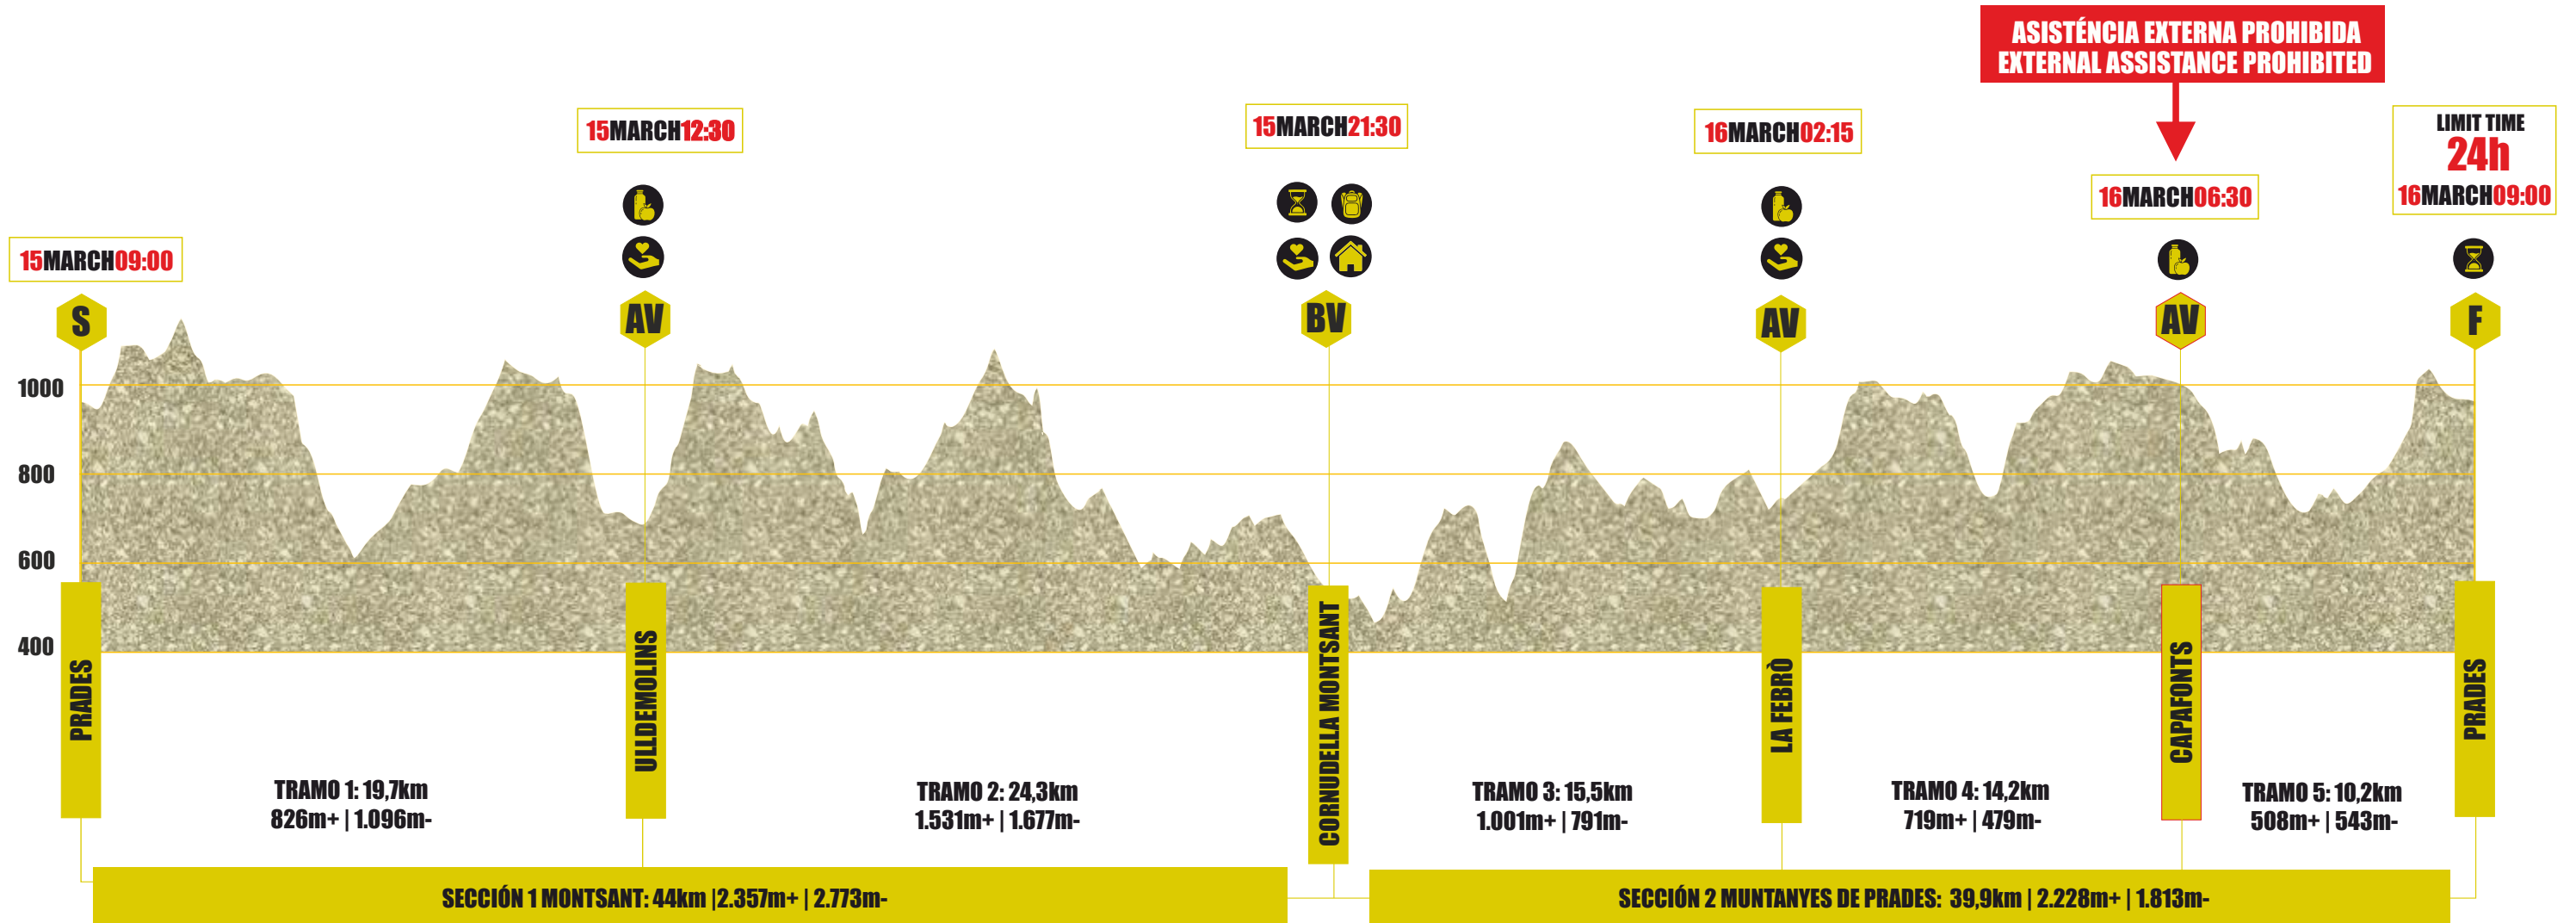 ASISTÉNCIA EXTERNA PROHIBIDA
EXTERNAL ASSISTANCE PROHIBITED
15MARCH09:00
15MARCH12:30
15MARCH21:30
16MARCH02:15
16MARCH06:30
LIMIT TIME
24h
16MARCH09:00
S
AV
BV
AV
AV
F
1000
800
600
400
PRADES
ULLDEMOLINS
CORNUDELLA MONTSANT
LA FEBRÒ
CAPAFONTS
PRADES
TRAMO 1: 19,7km
826m+ | 1.096m-
TRAMO 2: 24,3km
1.531m+ | 1.677m-
TRAMO 3: 15,5km
1.001m+ | 791m-
TRAMO 4: 14,2km
719m+ | 479m-
TRAMO 5: 10,2km
508m+ | 543m-
SECCIÓN 1 MONTSANT: 44km |2.357m+ | 2.773m-
SECCIÓN 2 MUNTANYES DE PRADES: 39,9km | 2.228m+ | 1.813m-